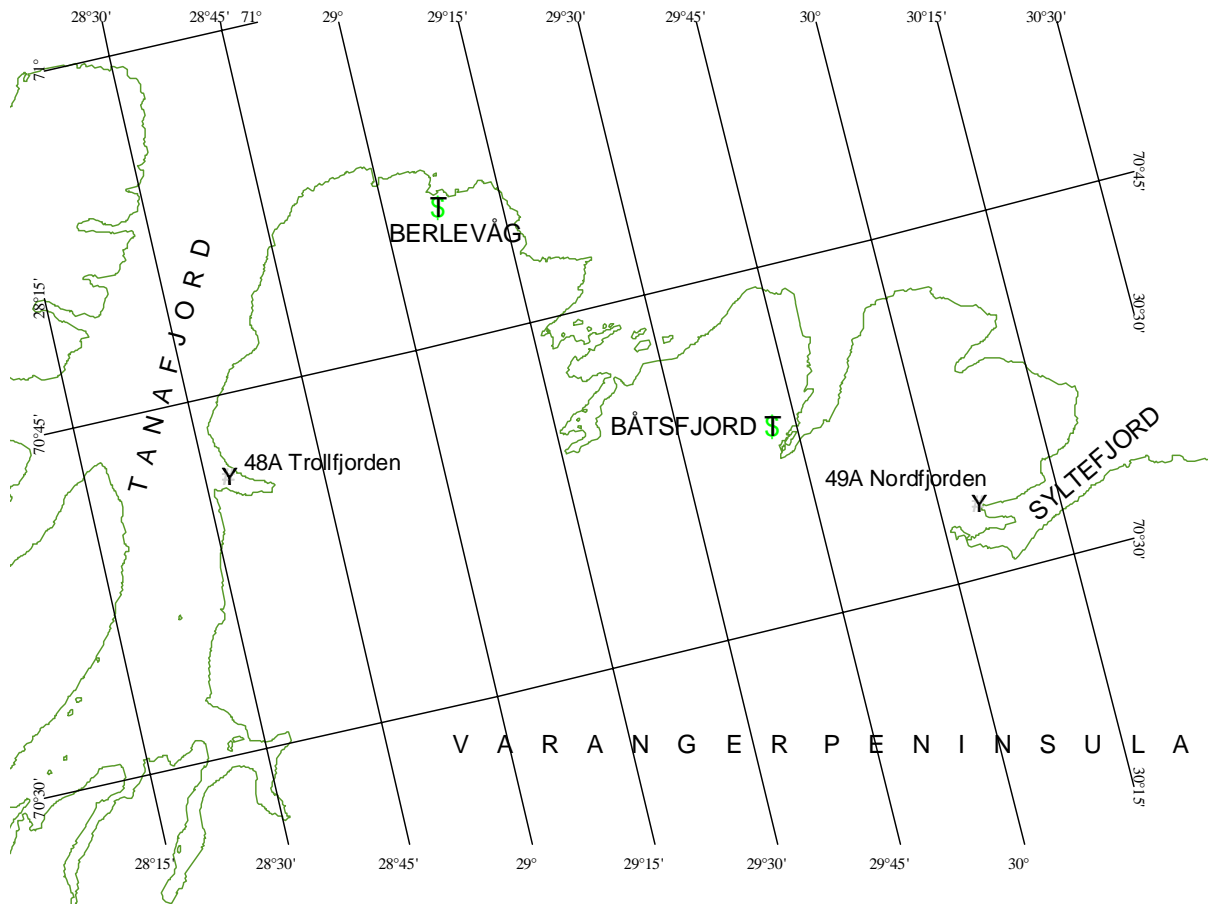 28°30' 28°45' 71° 29° 29°15' 29°30' 29°45' 30° 30°15' 30°30'
71°
70°45'
T
BERLEVÅG
TANAFJORD
28°15'
30°30'
70°45'
BÅTSFJORD T
48A Trollfjorden
Y
49A Nordfjorden
Y
SYLTEFJORD
70°30'
VARANGERPENINSULA
70°30'
30°15'
28°15' 28°30' 28°45' 29° 29°15' 29°30' 29°45' 30°